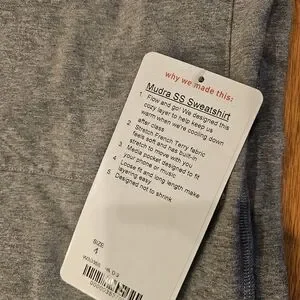 why we made this:
Mudra SS Sweatshirt
1 Flow and go! We designed this
cozy layer to help keep us
warm when we're cooling down
after class
2 Stretch French Terry fabric
feels soft and has built-in
stretch to move with you
3 Media pocket designed to fit
your phone or music
4 Loose fit and long length make
layering easy
5 Designed not to shrink
SIZE
4